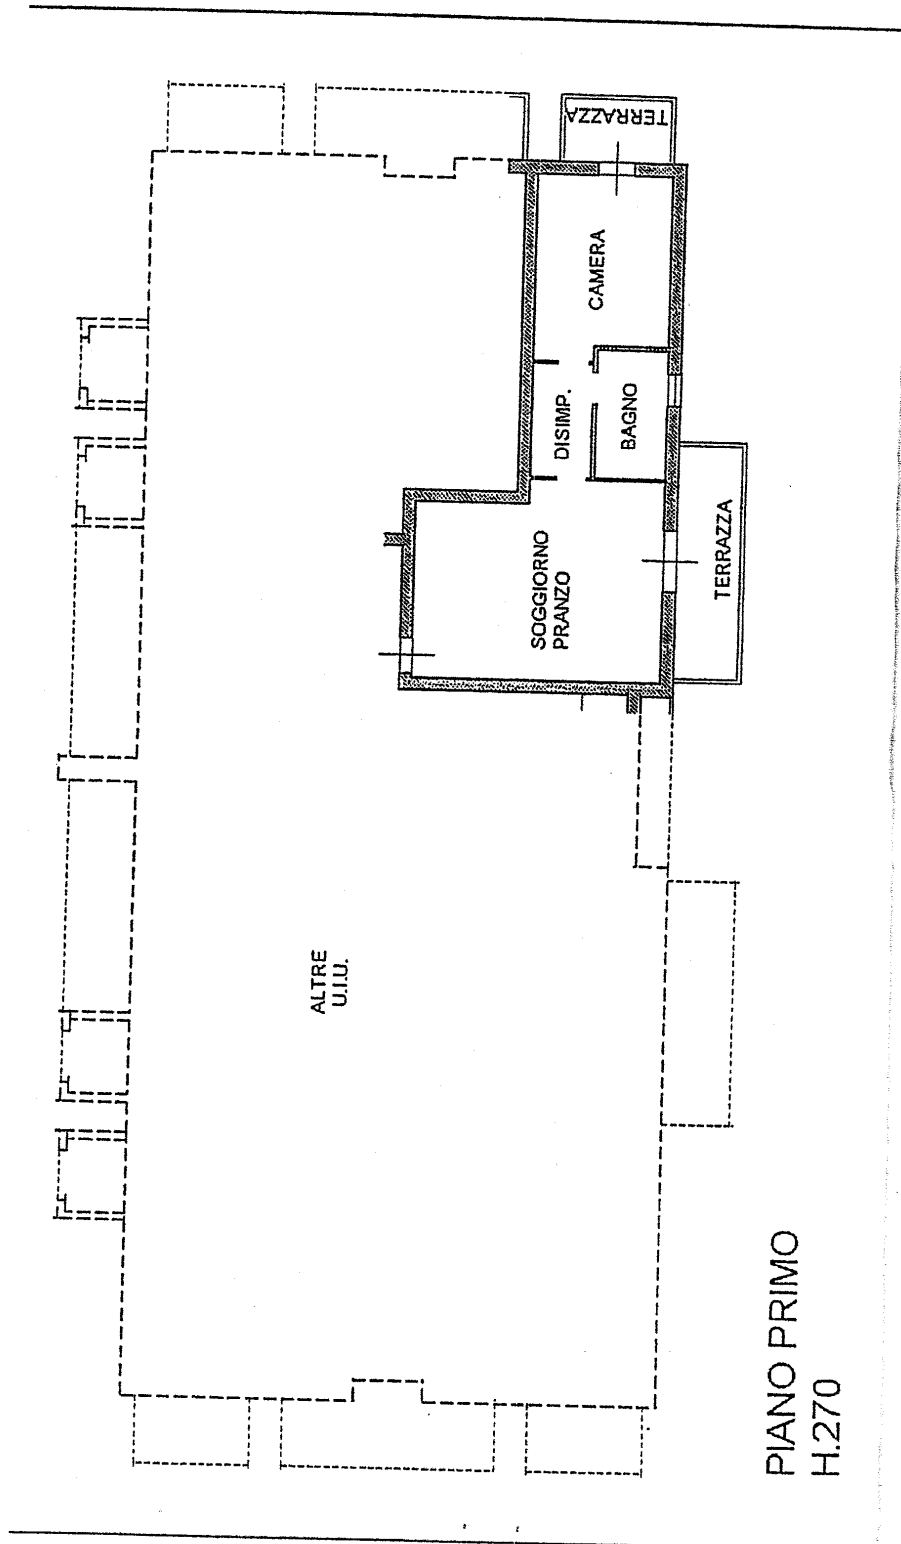 TERRAZZA
CAMERA
DISIMP.
BAGNO
SOGGIORNO
PRANZO
TERRAZZA
ALTRE
U.I.U.
PIANO PRIMO
H.270